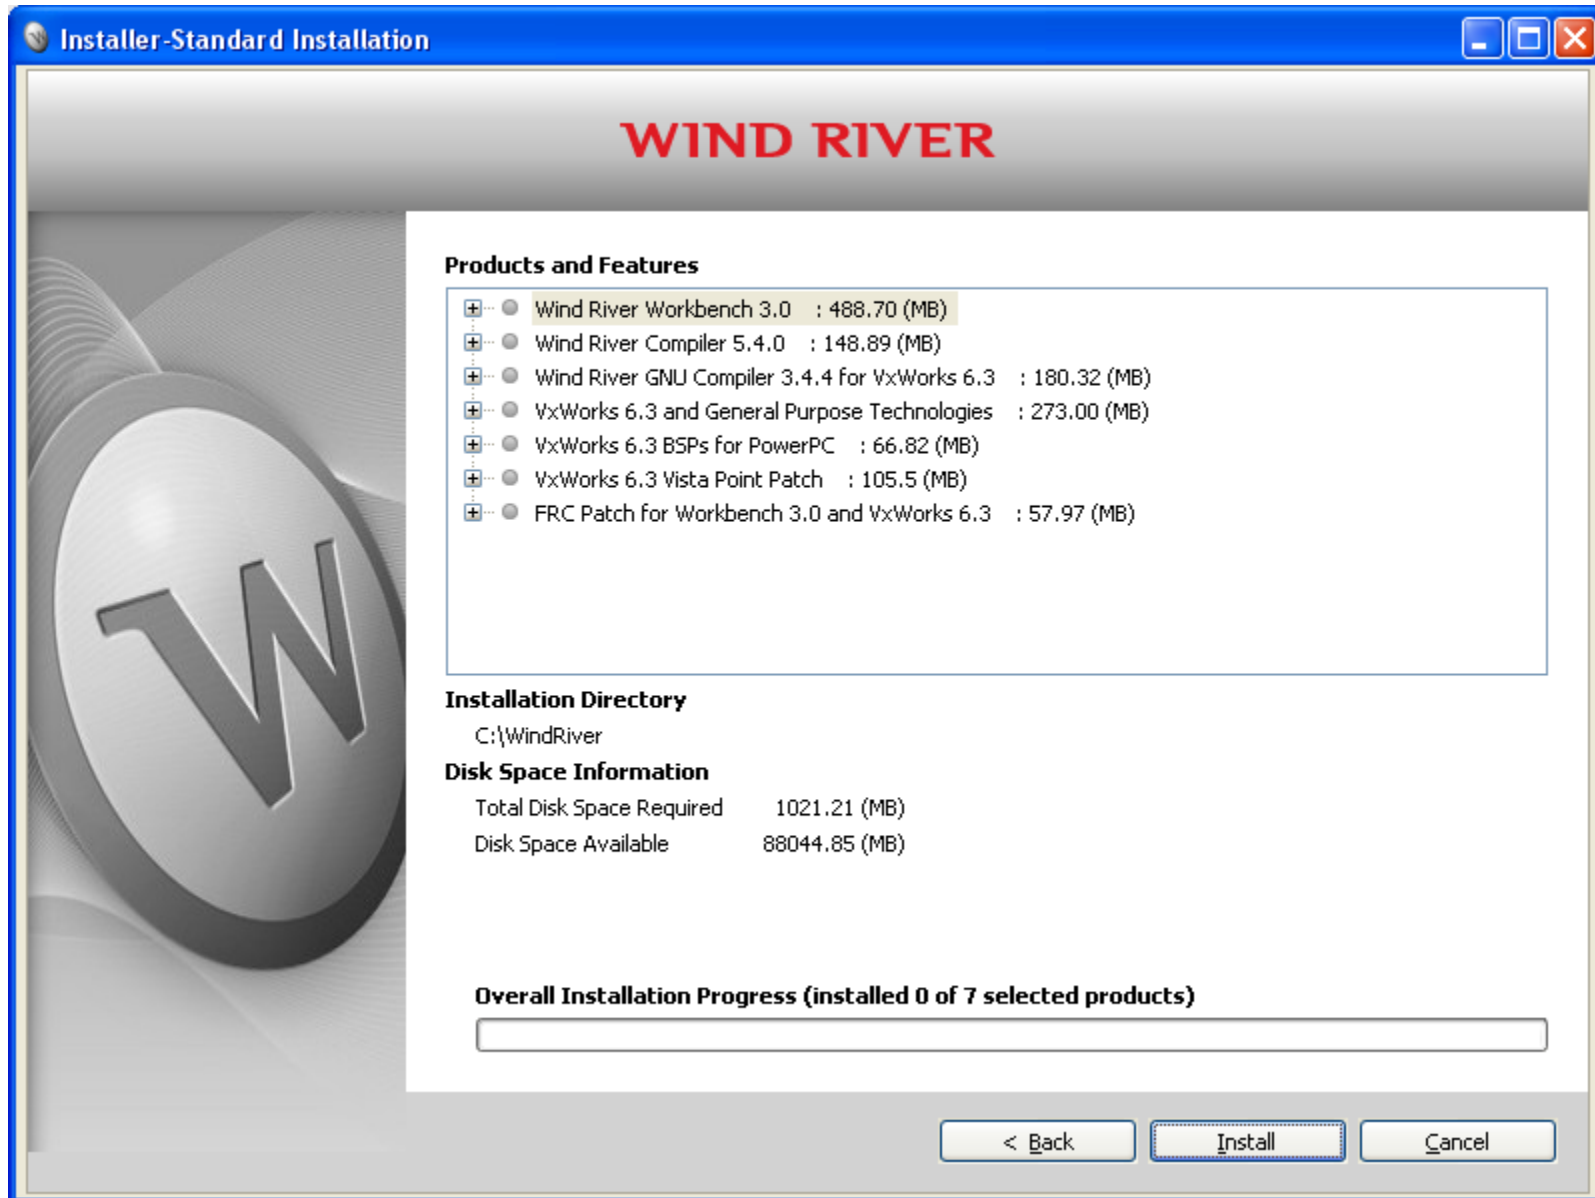 Installer-Standard Installation
WIND RIVER
Products and Features
Wind River Workbench 3.0 : 488.70 (MB)
Wind River Compiler 5.4.0 : 148.89 (MB)
Wind River GNU Compiler 3.4.4 for VxWorks 6.3 : 180.32 (MB)
VxWorks 6.3 and General Purpose Technologies : 273.00 (MB)
VxWorks 6.3 BSPs for PowerPC : 66.82 (MB)
VxWorks 6.3 Vista Point Patch : 105.5 (MB)
FRC Patch for Workbench 3.0 and VxWorks 6.3 : 57.97 (MB)
W
Installation Directory
C:\WindRiver
Disk Space Information
Total Disk Space Required 1021.21 (MB)
Disk Space Available 88044.85 (MB)
Overall Installation Progress (installed 0 of 7 selected products)
< Back Install Cancel